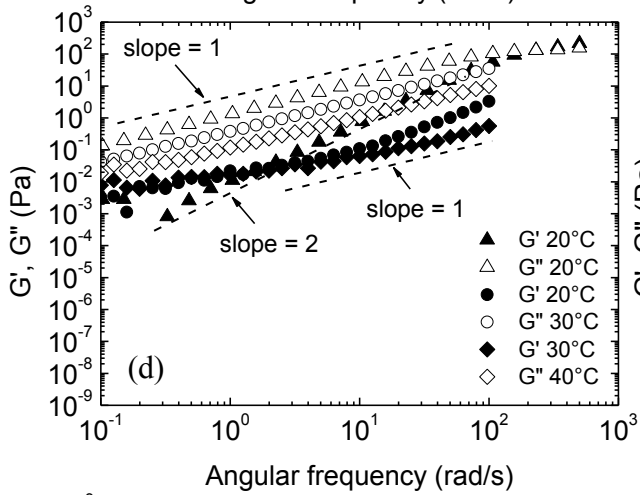 10³
10²
10¹
10⁰
10⁻¹
10⁻²
10⁻³
10⁻⁴
10⁻⁵
10⁻⁶
10⁻⁷
10⁻⁸
10⁻⁹
G', G" (Pa)
slope = 1
slope = 1
slope = 2
G' 20°C
G" 20°C
G' 20°C
G" 30°C
G' 30°C
G" 40°C
(d)
10⁻¹ 10⁰ 10¹ 10² 10³
Angular frequency (rad/s)